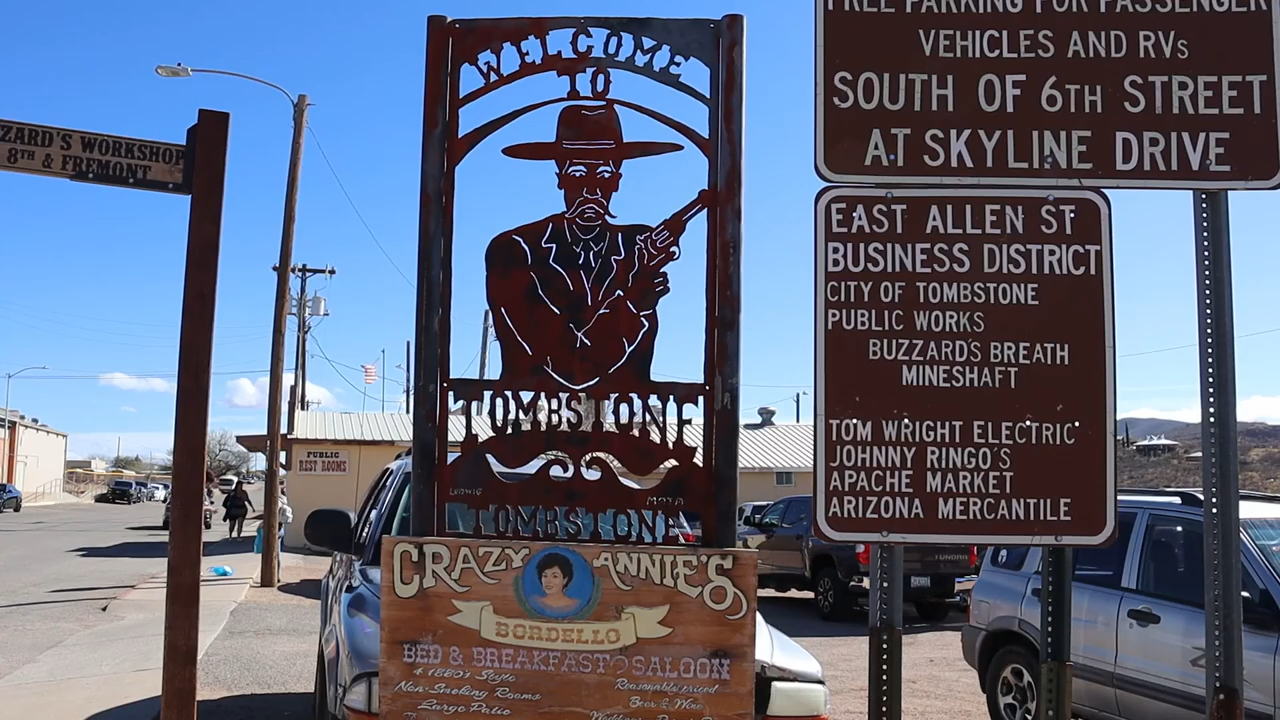 FREE PARKING FOR PASSENGER
VEHICLES AND RVs
SOUTH OF 6TH STREET
AT SKYLINE DRIVE
ZARD'S WORKSHOP
8TH & FREMONT
WELCOME
TO
TOMBSTONE
LUDWIG MOTA
TOMBSTONE
EAST ALLEN ST
BUSINESS DISTRICT
CITY OF TOMBSTONE
PUBLIC WORKS
BUZZARD'S BREATH
MINESHAFT
TOM WRIGHT ELECTRIC
JOHNNY RINGO'S
APACHE MARKET
ARIZONA MERCANTILE
PUBLIC
REST ROOMS
CRAZY ANNIE'S
BORDELLO
BED & BREAKFAST SALOON
1880's Style
Non-Smoking Rooms
Large Patio
Reasonably priced
Beer & Wine
TUNDRA